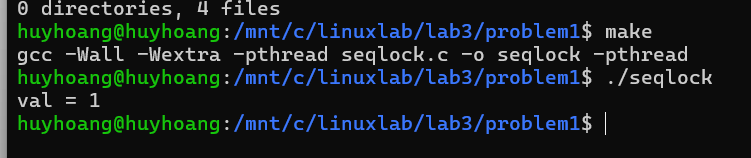 0 directories, 4 files
huyhoang@huyhoang:/mnt/c/linuxlab/lab3/problem1$ make
gcc -Wall -Wextra -pthread seqlock.c -o seqlock -pthread
huyhoang@huyhoang:/mnt/c/linuxlab/lab3/problem1$ ./seqlock
val = 1
huyhoang@huyhoang:/mnt/c/linuxlab/lab3/problem1$